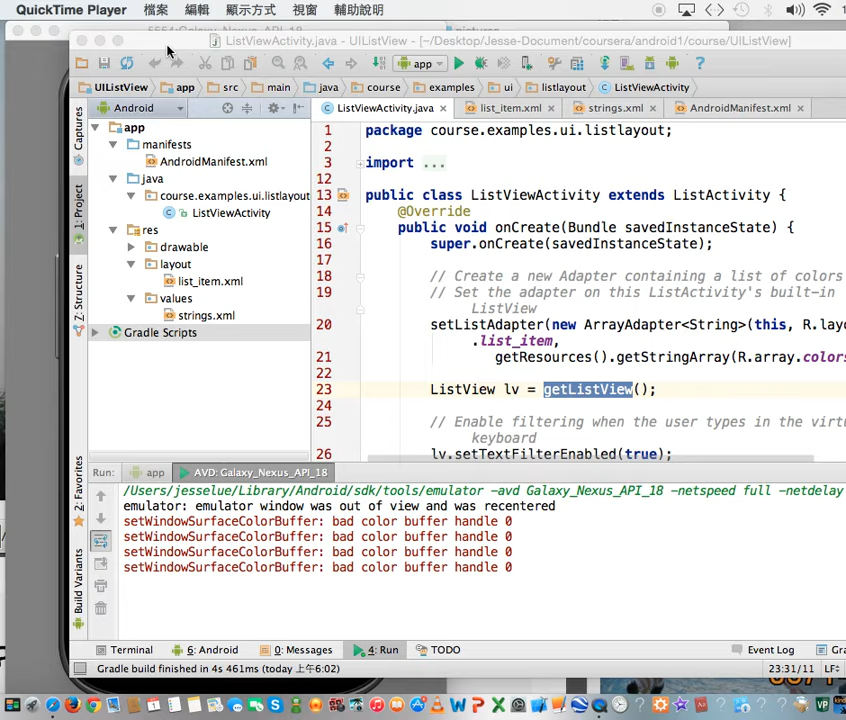 QuickTime Player 檔案 編輯 顯示方式 視窗 輔助說明
ListViewActivity.java - UIListView - [~/Desktop/Jesse-Document/coursera/android1/course/UIListView]
app
UIListView app src main java course examples ui listlayout ListViewActivity
Android
ListViewActivity.java list_item.xml strings.xml AndroidManifest.xml
Captures
1: Project
Z: Structure
2: Favorites
Build Variants
app
manifests
AndroidManifest.xml
java
course.examples.ui.listlayout
ListViewActivity
res
drawable
layout
list_item.xml
values
strings.xml
Gradle Scripts
1 package course.examples.ui.listlayout;
2
3 import ...
13 public class ListViewActivity extends ListActivity {
14 @Override
15 public void onCreate(Bundle savedInstanceState) {
16 super.onCreate(savedInstanceState);
17
18 // Create a new Adapter containing a list of colors
19 // Set the adapter on this ListActivity's built-in
ListView
20 setListAdapter(new ArrayAdapter<String>(this, R.layo
.list_item,
21 getResources().getStringArray(R.array.colors
22
23 ListView lv = getListView();
24
25 // Enable filtering when the user types in the virtu
keyboard
26 lv.setTextFilterEnabled(true);
Run: app AVD: Galaxy_Nexus_API_18
/Users/jesselue/Library/Android/sdk/tools/emulator -avd Galaxy_Nexus_API_18 -netspeed full -netdelay
emulator: emulator window was out of view and was recentered
setWindowSurfaceColorBuffer: bad color buffer handle 0
setWindowSurfaceColorBuffer: bad color buffer handle 0
setWindowSurfaceColorBuffer: bad color buffer handle 0
setWindowSurfaceColorBuffer: bad color buffer handle 0
Terminal 6: Android 0: Messages 4: Run TODO Event Log Gra
Gradle build finished in 4s 461ms (today 上午6:02) 23:31/11 LF